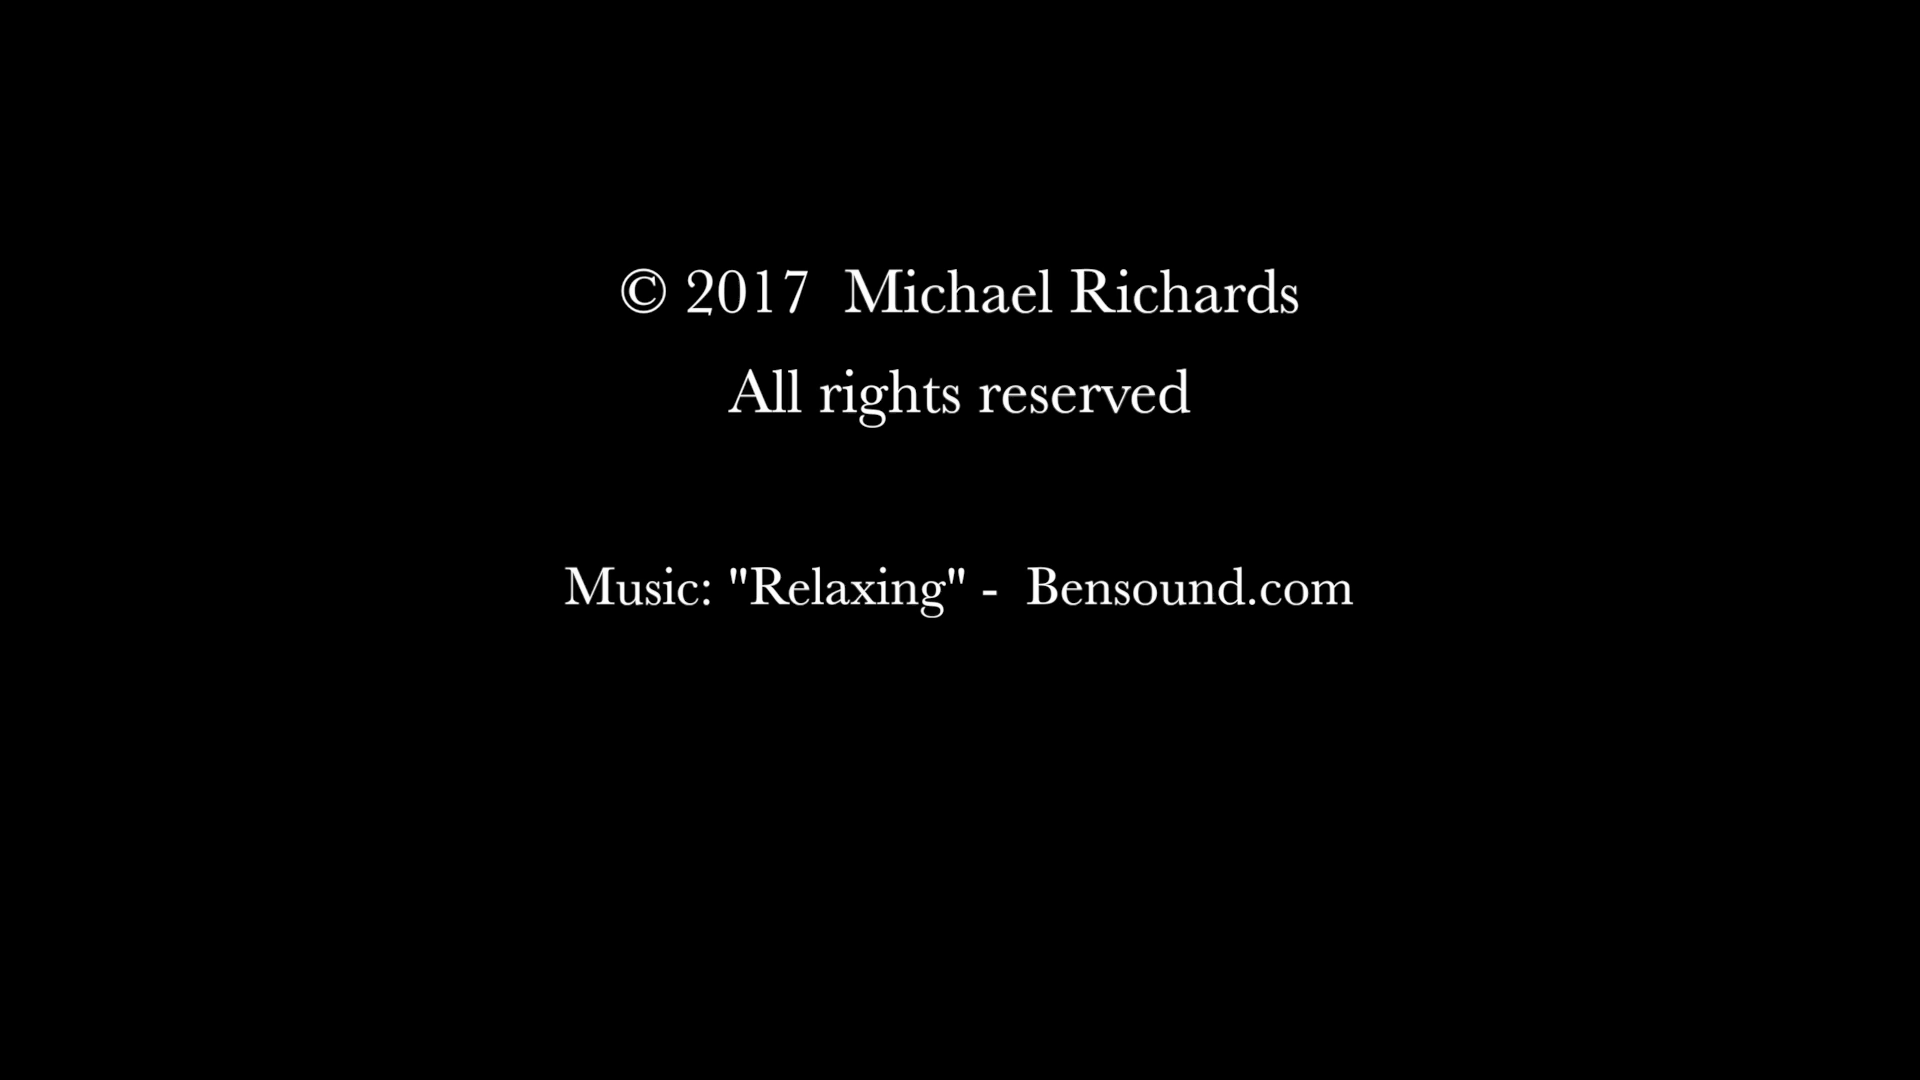 © 2017  Michael Richards
All rights reserved
Music: "Relaxing" -  Bensound.com